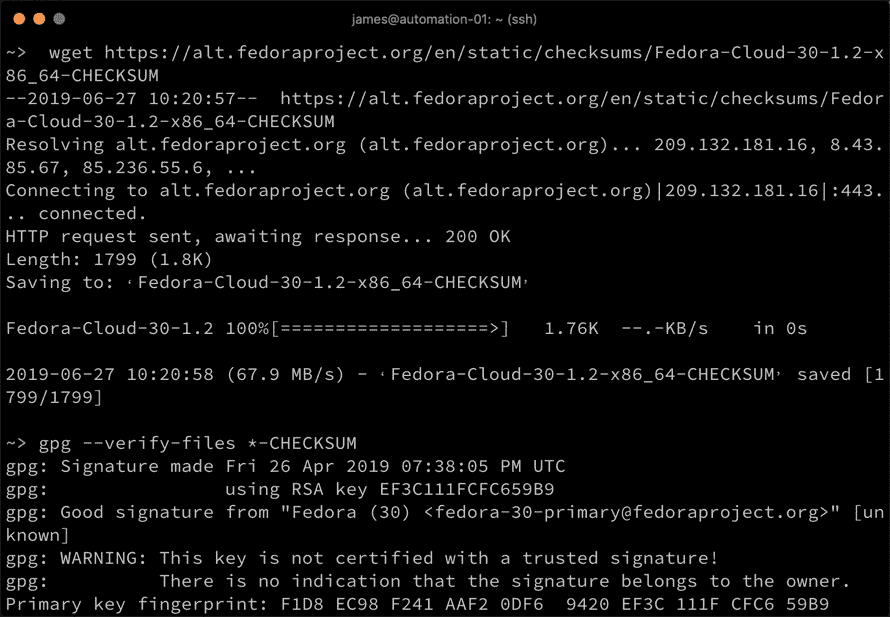 james@automation-01: ~ (ssh)
~>  wget https://alt.fedoraproject.org/en/static/checksums/Fedora-Cloud-30-1.2-x
86_64-CHECKSUM
--2019-06-27 10:20:57--  https://alt.fedoraproject.org/en/static/checksums/Fedor
a-Cloud-30-1.2-x86_64-CHECKSUM
Resolving alt.fedoraproject.org (alt.fedoraproject.org)... 209.132.181.16, 8.43.
85.67, 85.236.55.6, ...
Connecting to alt.fedoraproject.org (alt.fedoraproject.org)|209.132.181.16|:443.
.. connected.
HTTP request sent, awaiting response... 200 OK
Length: 1799 (1.8K)
Saving to: ‘Fedora-Cloud-30-1.2-x86_64-CHECKSUM’
Fedora-Cloud-30-1.2 100%[===================>]   1.76K  --.-KB/s    in 0s
2019-06-27 10:20:58 (67.9 MB/s) - ‘Fedora-Cloud-30-1.2-x86_64-CHECKSUM’ saved [1
799/1799]
~> gpg --verify-files *-CHECKSUM
gpg: Signature made Fri 26 Apr 2019 07:38:05 PM UTC
gpg:                using RSA key EF3C111FCFC659B9
gpg: Good signature from "Fedora (30) <fedora-30-primary@fedoraproject.org>" [un
known]
gpg: WARNING: This key is not certified with a trusted signature!
gpg:          There is no indication that the signature belongs to the owner.
Primary key fingerprint: F1D8 EC98 F241 AAF2 0DF6  9420 EF3C 111F CFC6 59B9